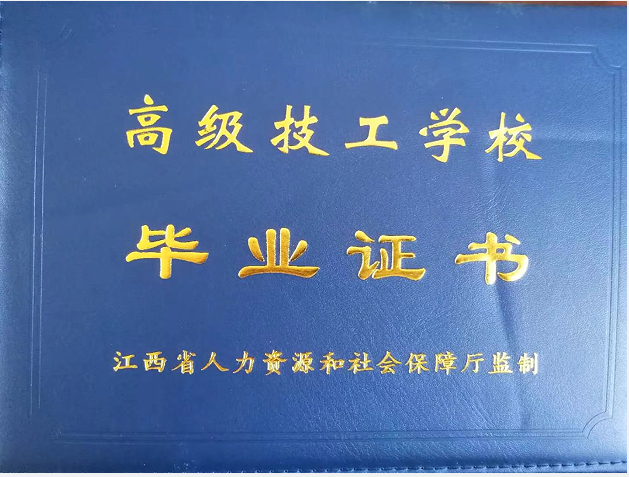 高级技工学校
毕业证书
江西省人力资源和社会保障厅监制